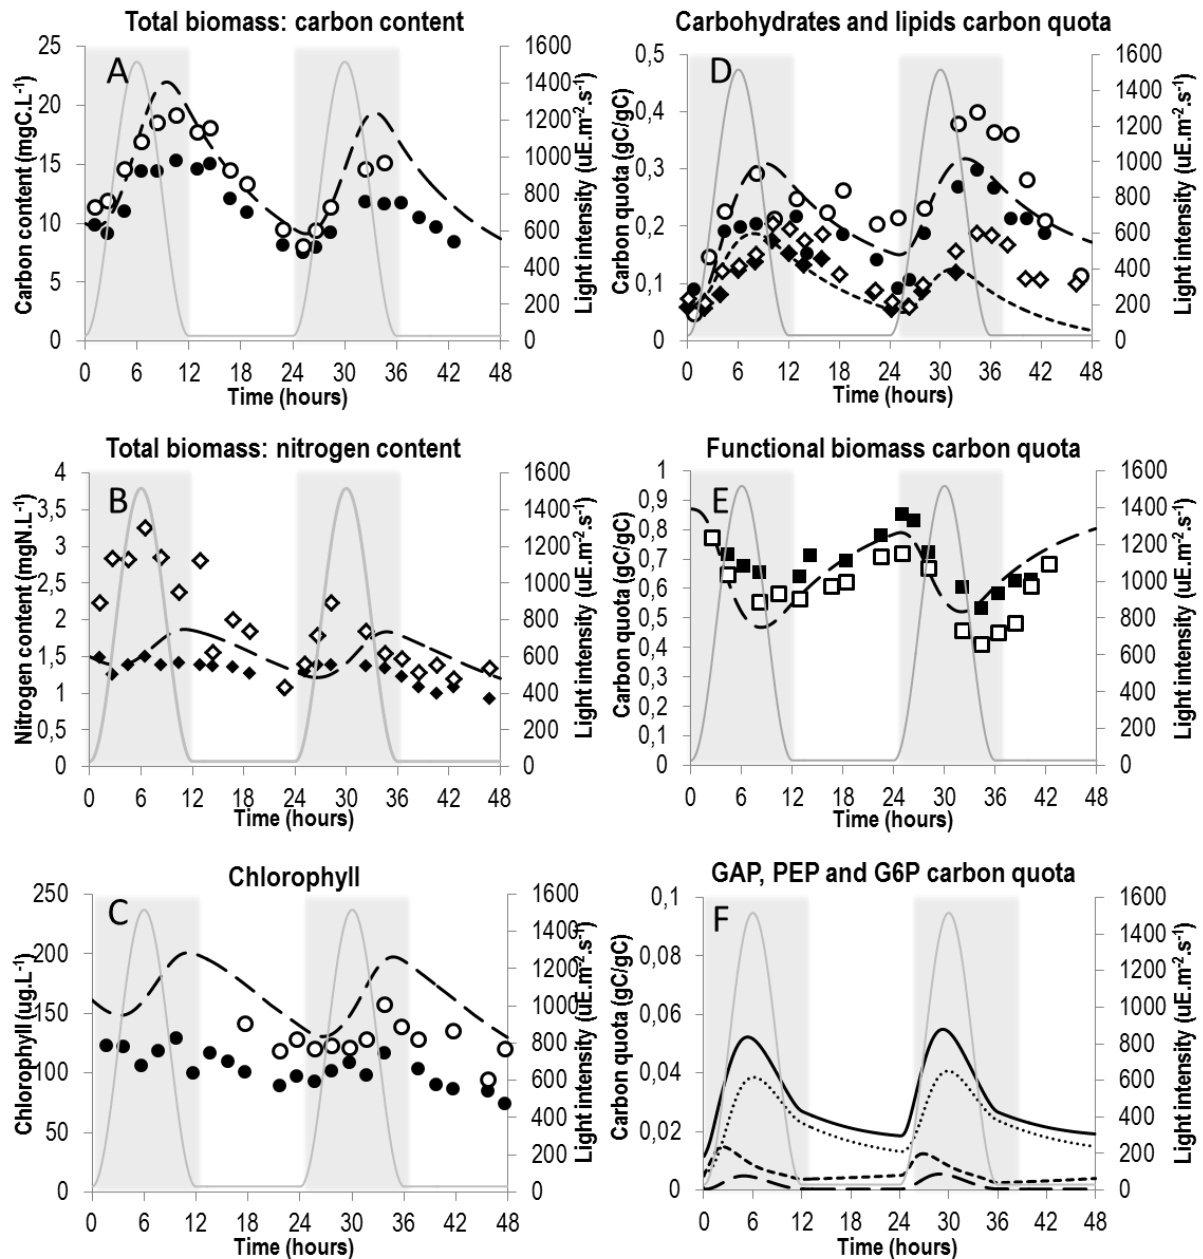 Total biomass: carbon content
A
Carbon content (mgC.L-1)
25
20
15
10
5
0
1600
1400
1200
1000
800
600
400
200
0
Light intensity (uE.m-2.s-1)
0 6 12 18 24 30 36 42 48
Time (hours)
Carbohydrates and lipids carbon quota
D
Carbon quota (gC/gC)
0,5
0,4
0,3
0,2
0,1
0
1600
1400
1200
1000
800
600
400
200
0
Light intensity (uE.m-2.s-1)
0 6 12 18 24 30 36 42 48
Time (hours)
Total biomass: nitrogen content
B
Nitrogen content (mgN.L-1)
4
3,5
3
2,5
2
1,5
1
0,5
0
1600
1400
1200
1000
800
600
400
200
0
Light intensity (uE.m-2.s-1)
0 6 12 18 24 30 36 42 48
Time (hours)
Functional biomass carbon quota
E
Carbon quota (gC/gC)
1
0,9
0,8
0,7
0,6
0,5
0,4
0,3
0,2
0,1
0
1600
1400
1200
1000
800
600
400
200
0
Light intensity (uE.m-2.s-1)
0 6 12 18 24 30 36 42 48
Time (hours)
Chlorophyll
C
Chlorophyll (ug.L-1)
250
200
150
100
50
0
1600
1400
1200
1000
800
600
400
200
0
Light intensity (uE.m-2.s-1)
0 6 12 18 24 30 36 42 48
Time (hours)
GAP, PEP and G6P carbon quota
F
Carbon quota (gC/gC)
0,1
0,08
0,06
0,04
0,02
0
1600
1400
1200
1000
800
600
400
200
0
Light intensity (uE.m-2.s-1)
0 6 12 18 24 30 36 42 48
Time (hours)